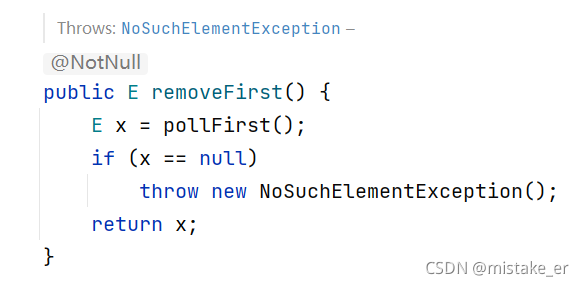 Throws: NoSuchElementException –
@NotNull
public E removeFirst() {
    E x = pollFirst();
    if (x == null)
        throw new NoSuchElementException();
    return x;
}
CSDN @mistake_er